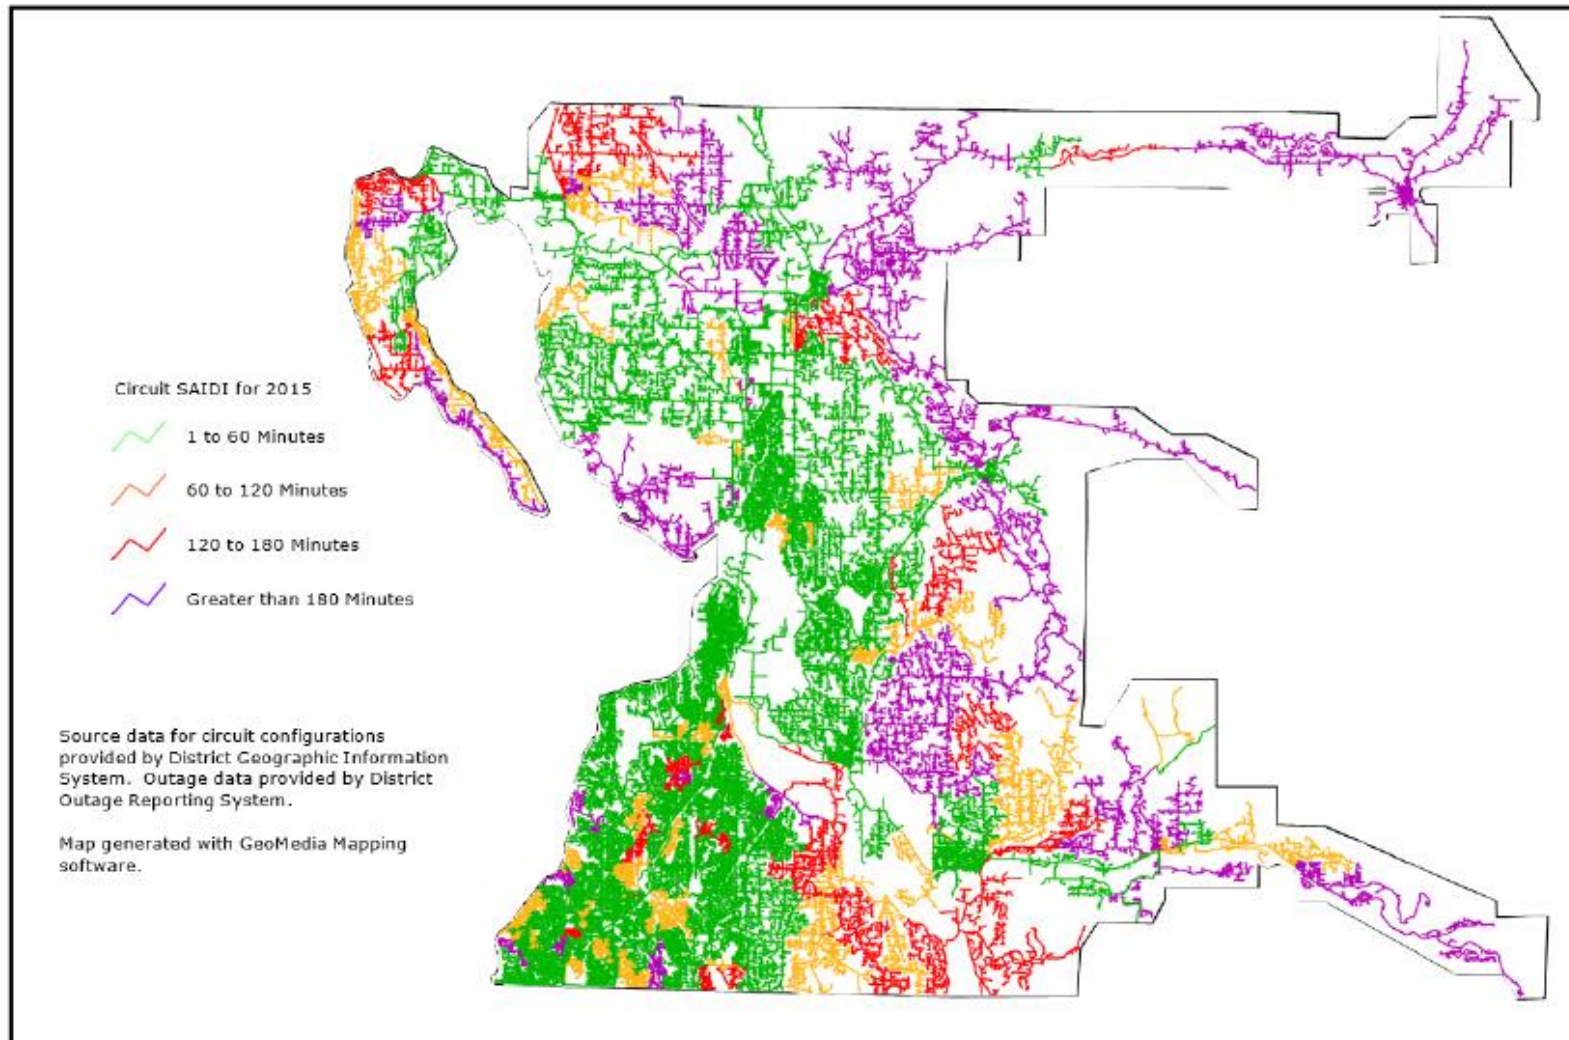 Circuit SAIDI for 2015
1 to 60 Minutes
60 to 120 Minutes
120 to 180 Minutes
Greater than 180 Minutes
Source data for circuit configurations
provided by District Geographic Information
System. Outage data provided by District
Outage Reporting System.
Map generated with GeoMedia Mapping
software.